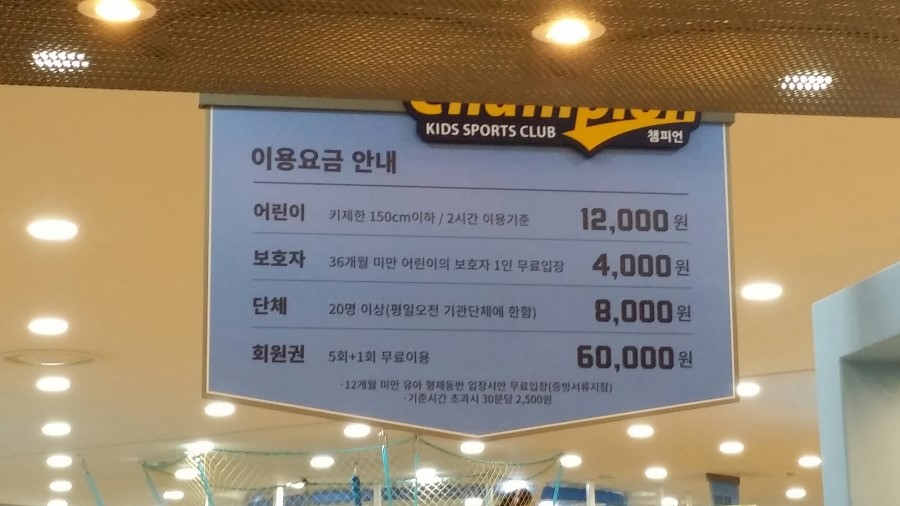 Champion
KIDS SPORTS CLUB 챔피언
이용요금 안내
어린이 키제한 150cm이하 / 2시간 이용기준 12,000원
보호자 36개월 미만 어린이의 보호자 1인 무료입장 4,000원
단체 20명 이상(평일오전 기관단체에 한함) 8,000원
회원권 5회+1회 무료이용 60,000원
·12개월 미만 유아 형제동반 입장시만 무료입장(증빙서류지참)
·기준시간 초과시 30분당 2,500원